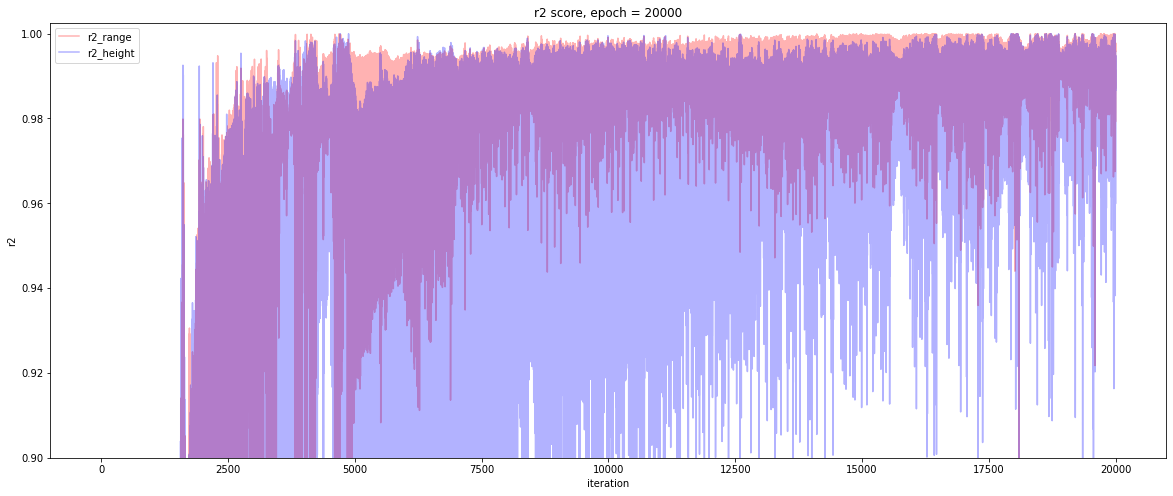 r2 score, epoch = 20000
r2_range
r2_height
r2
1.00
0.98
0.96
0.94
0.92
0.90
0 2500 5000 7500 10000 12500 15000 17500 20000
iteration